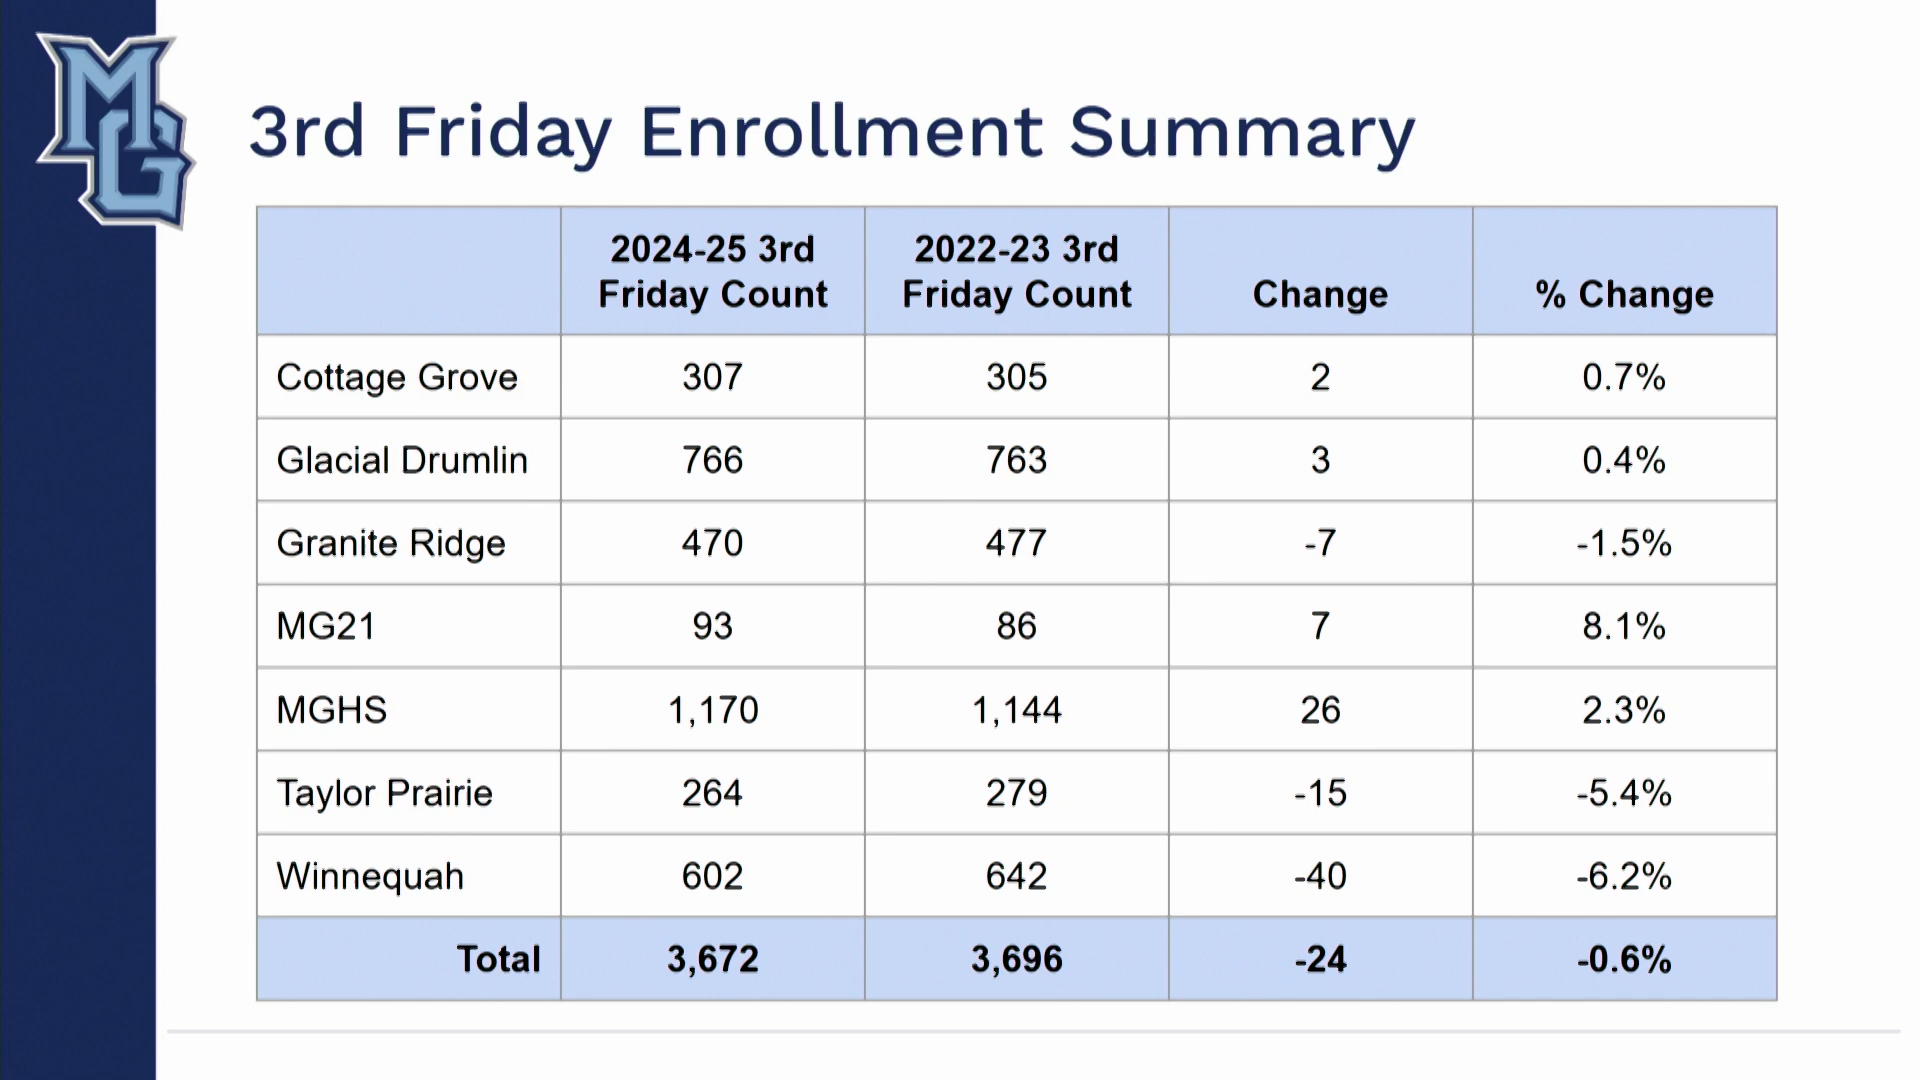 MG
3rd Friday Enrollment Summary
2024-25 3rd Friday Count 2022-23 3rd Friday Count Change % Change
Cottage Grove 307 305 2 0.7%
Glacial Drumlin 766 763 3 0.4%
Granite Ridge 470 477 -7 -1.5%
MG21 93 86 7 8.1%
MGHS 1,170 1,144 26 2.3%
Taylor Prairie 264 279 -15 -5.4%
Winnequah 602 642 -40 -6.2%
Total 3,672 3,696 -24 -0.6%